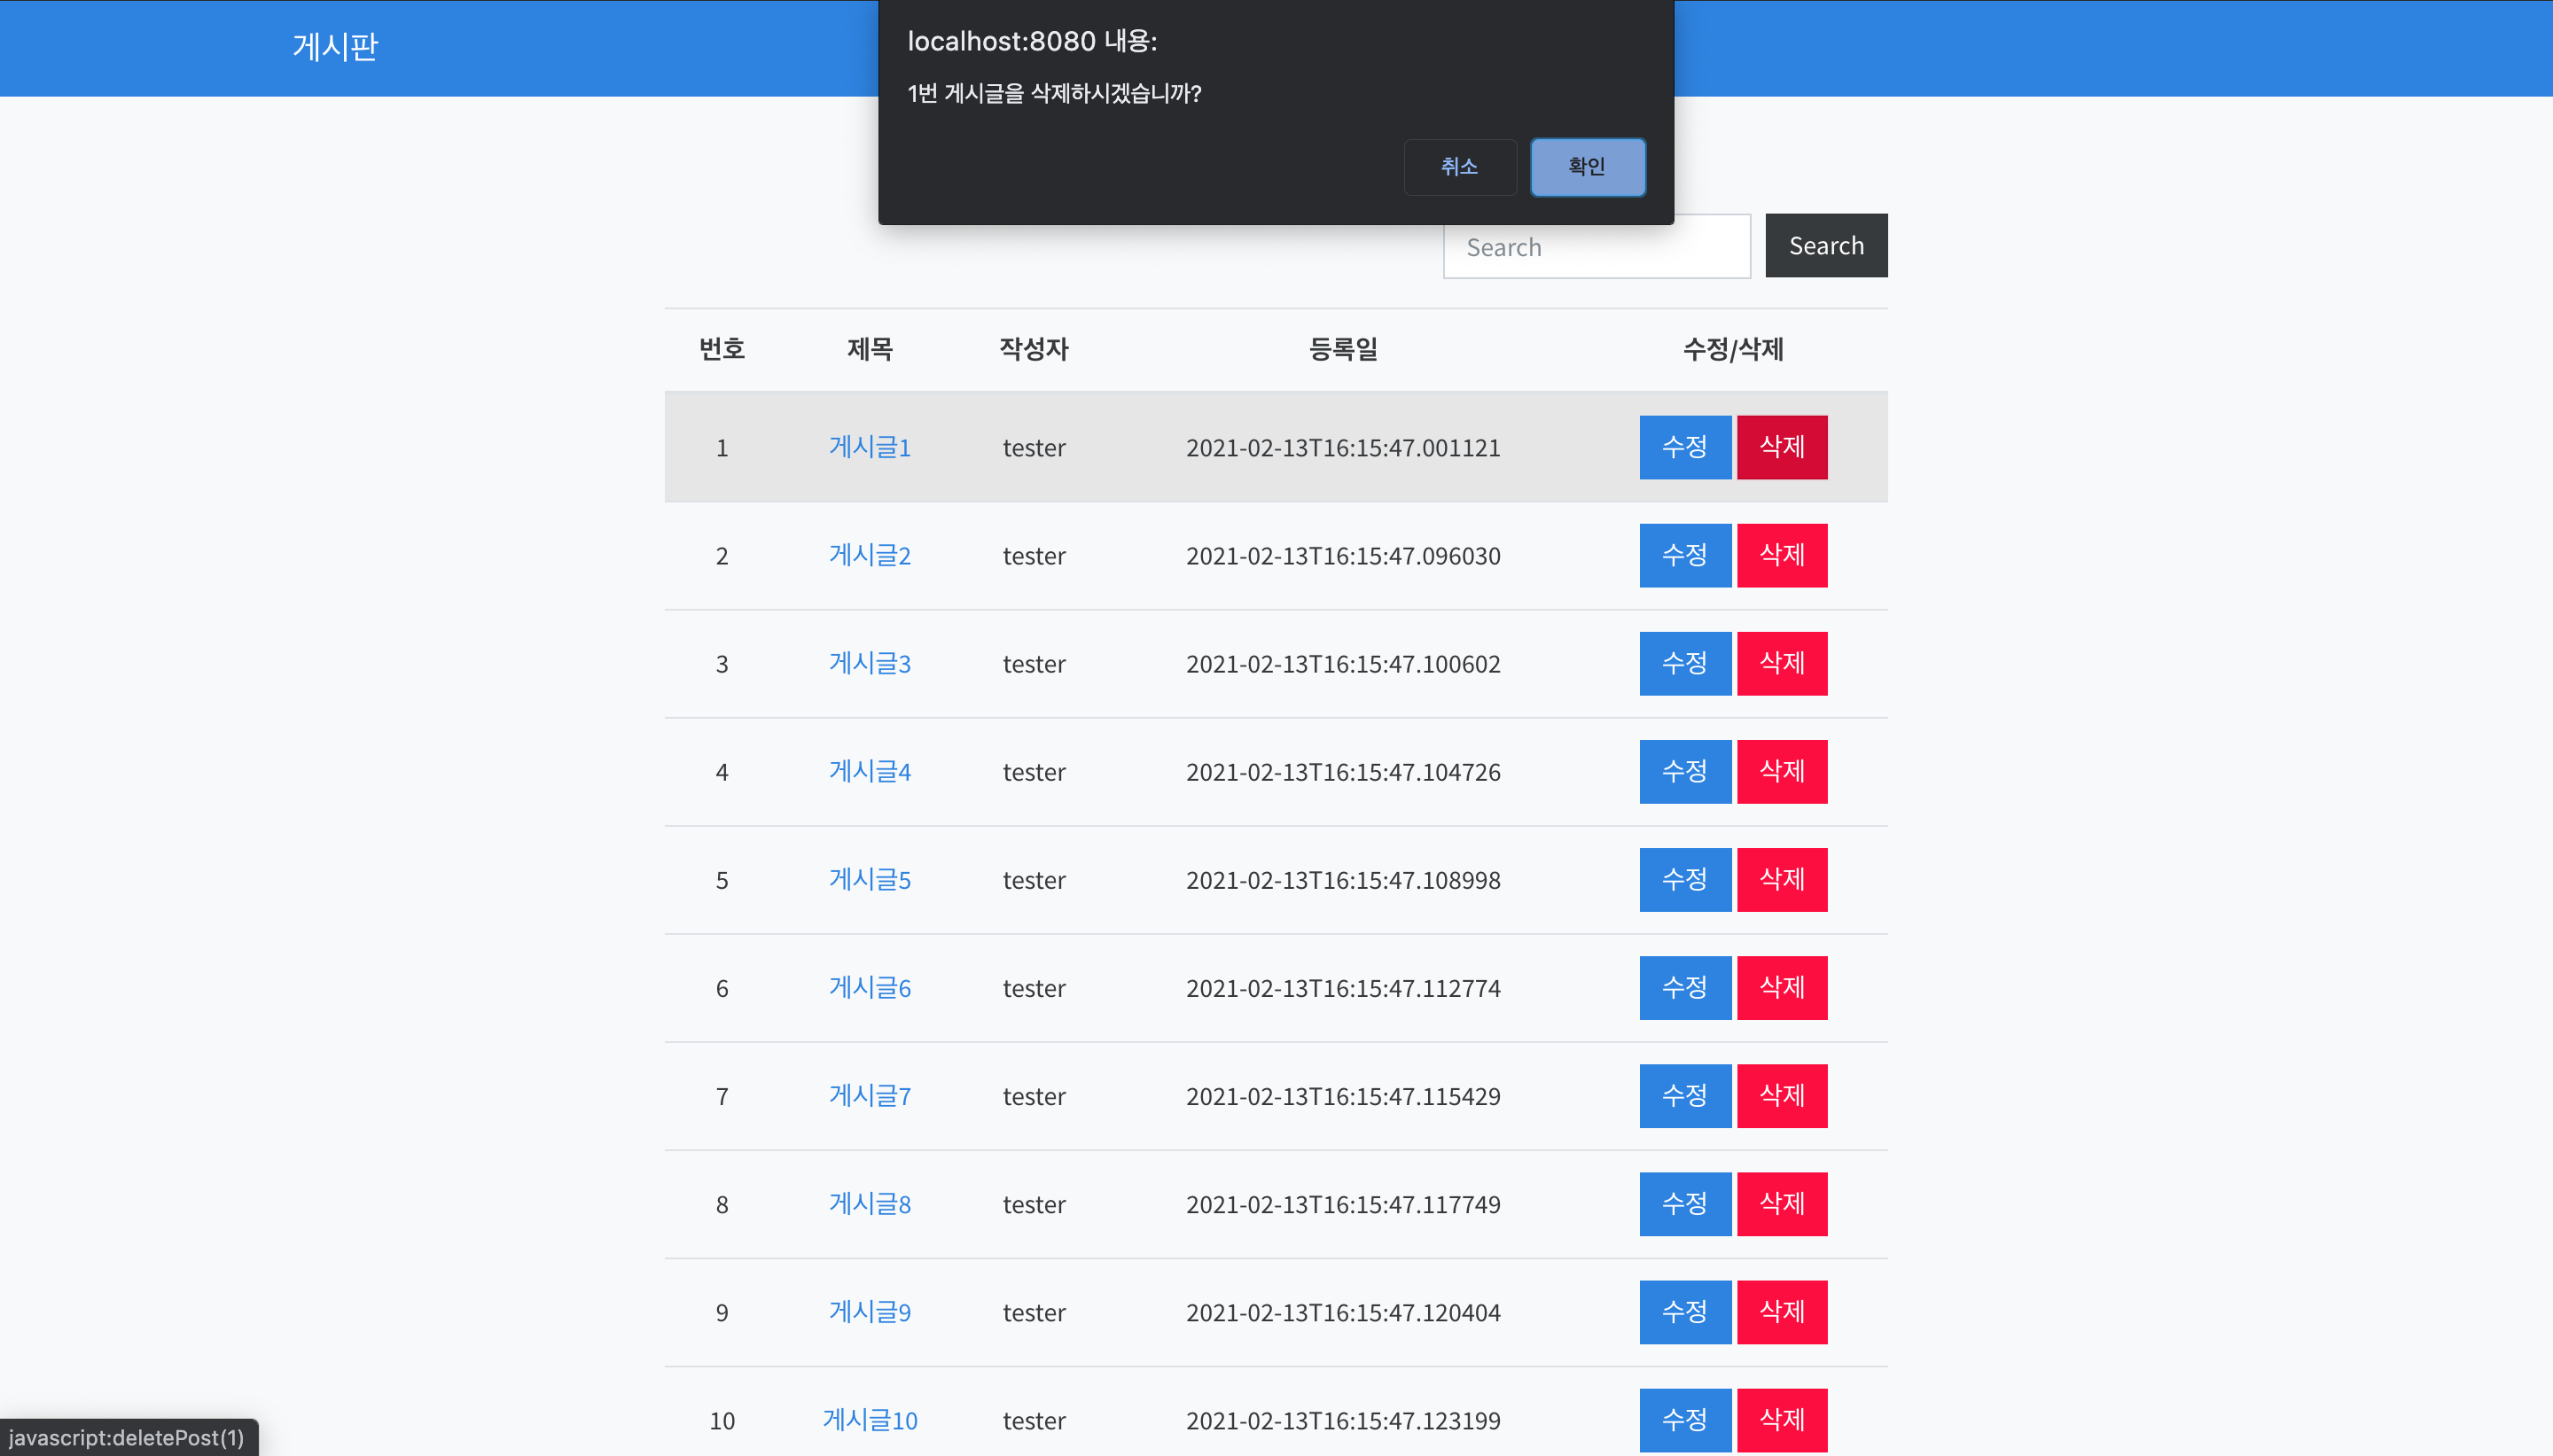 게시판
localhost:8080 내용:
1번 게시글을 삭제하시겠습니까?
취소 확인
Search Search
번호 제목 작성자 등록일 수정/삭제
1 게시글1 tester 2021-02-13T16:15:47.001121 수정 삭제
2 게시글2 tester 2021-02-13T16:15:47.096030 수정 삭제
3 게시글3 tester 2021-02-13T16:15:47.100602 수정 삭제
4 게시글4 tester 2021-02-13T16:15:47.104726 수정 삭제
5 게시글5 tester 2021-02-13T16:15:47.108998 수정 삭제
6 게시글6 tester 2021-02-13T16:15:47.112774 수정 삭제
7 게시글7 tester 2021-02-13T16:15:47.115429 수정 삭제
8 게시글8 tester 2021-02-13T16:15:47.117749 수정 삭제
9 게시글9 tester 2021-02-13T16:15:47.120404 수정 삭제
10 게시글10 tester 2021-02-13T16:15:47.123199 수정 삭제
javascript:deletePost(1)